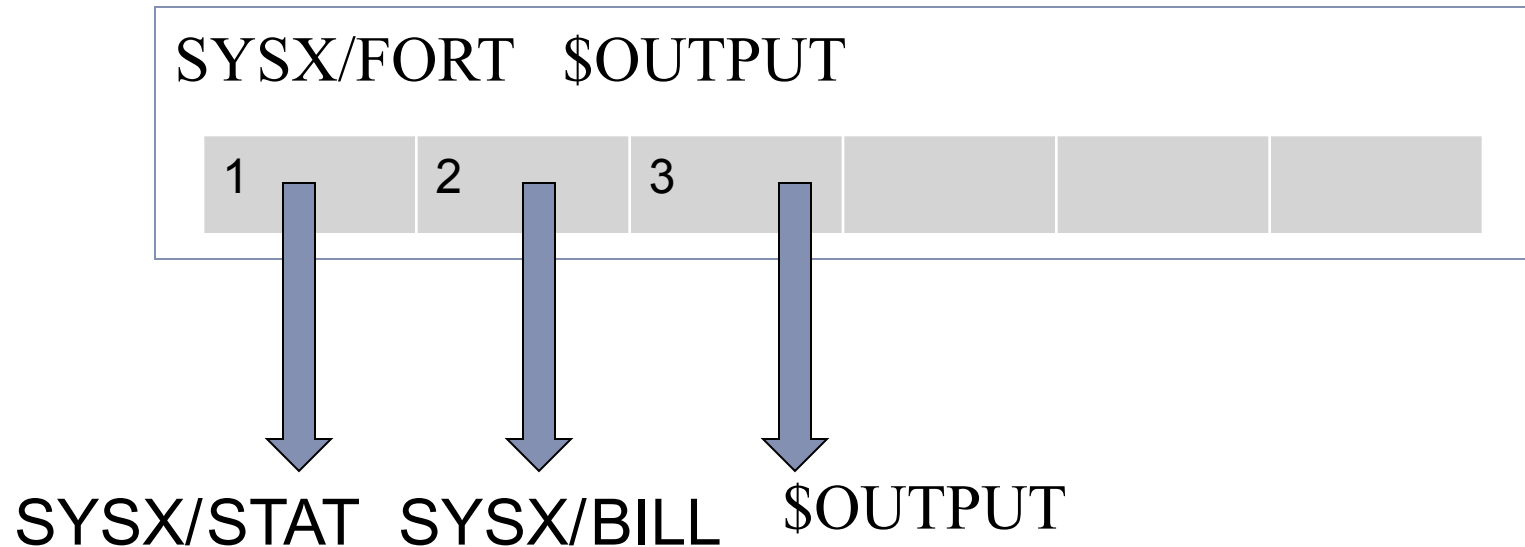 SYSX/FORT $OUTPUT
1 2 3
SYSX/STAT SYSX/BILL $OUTPUT